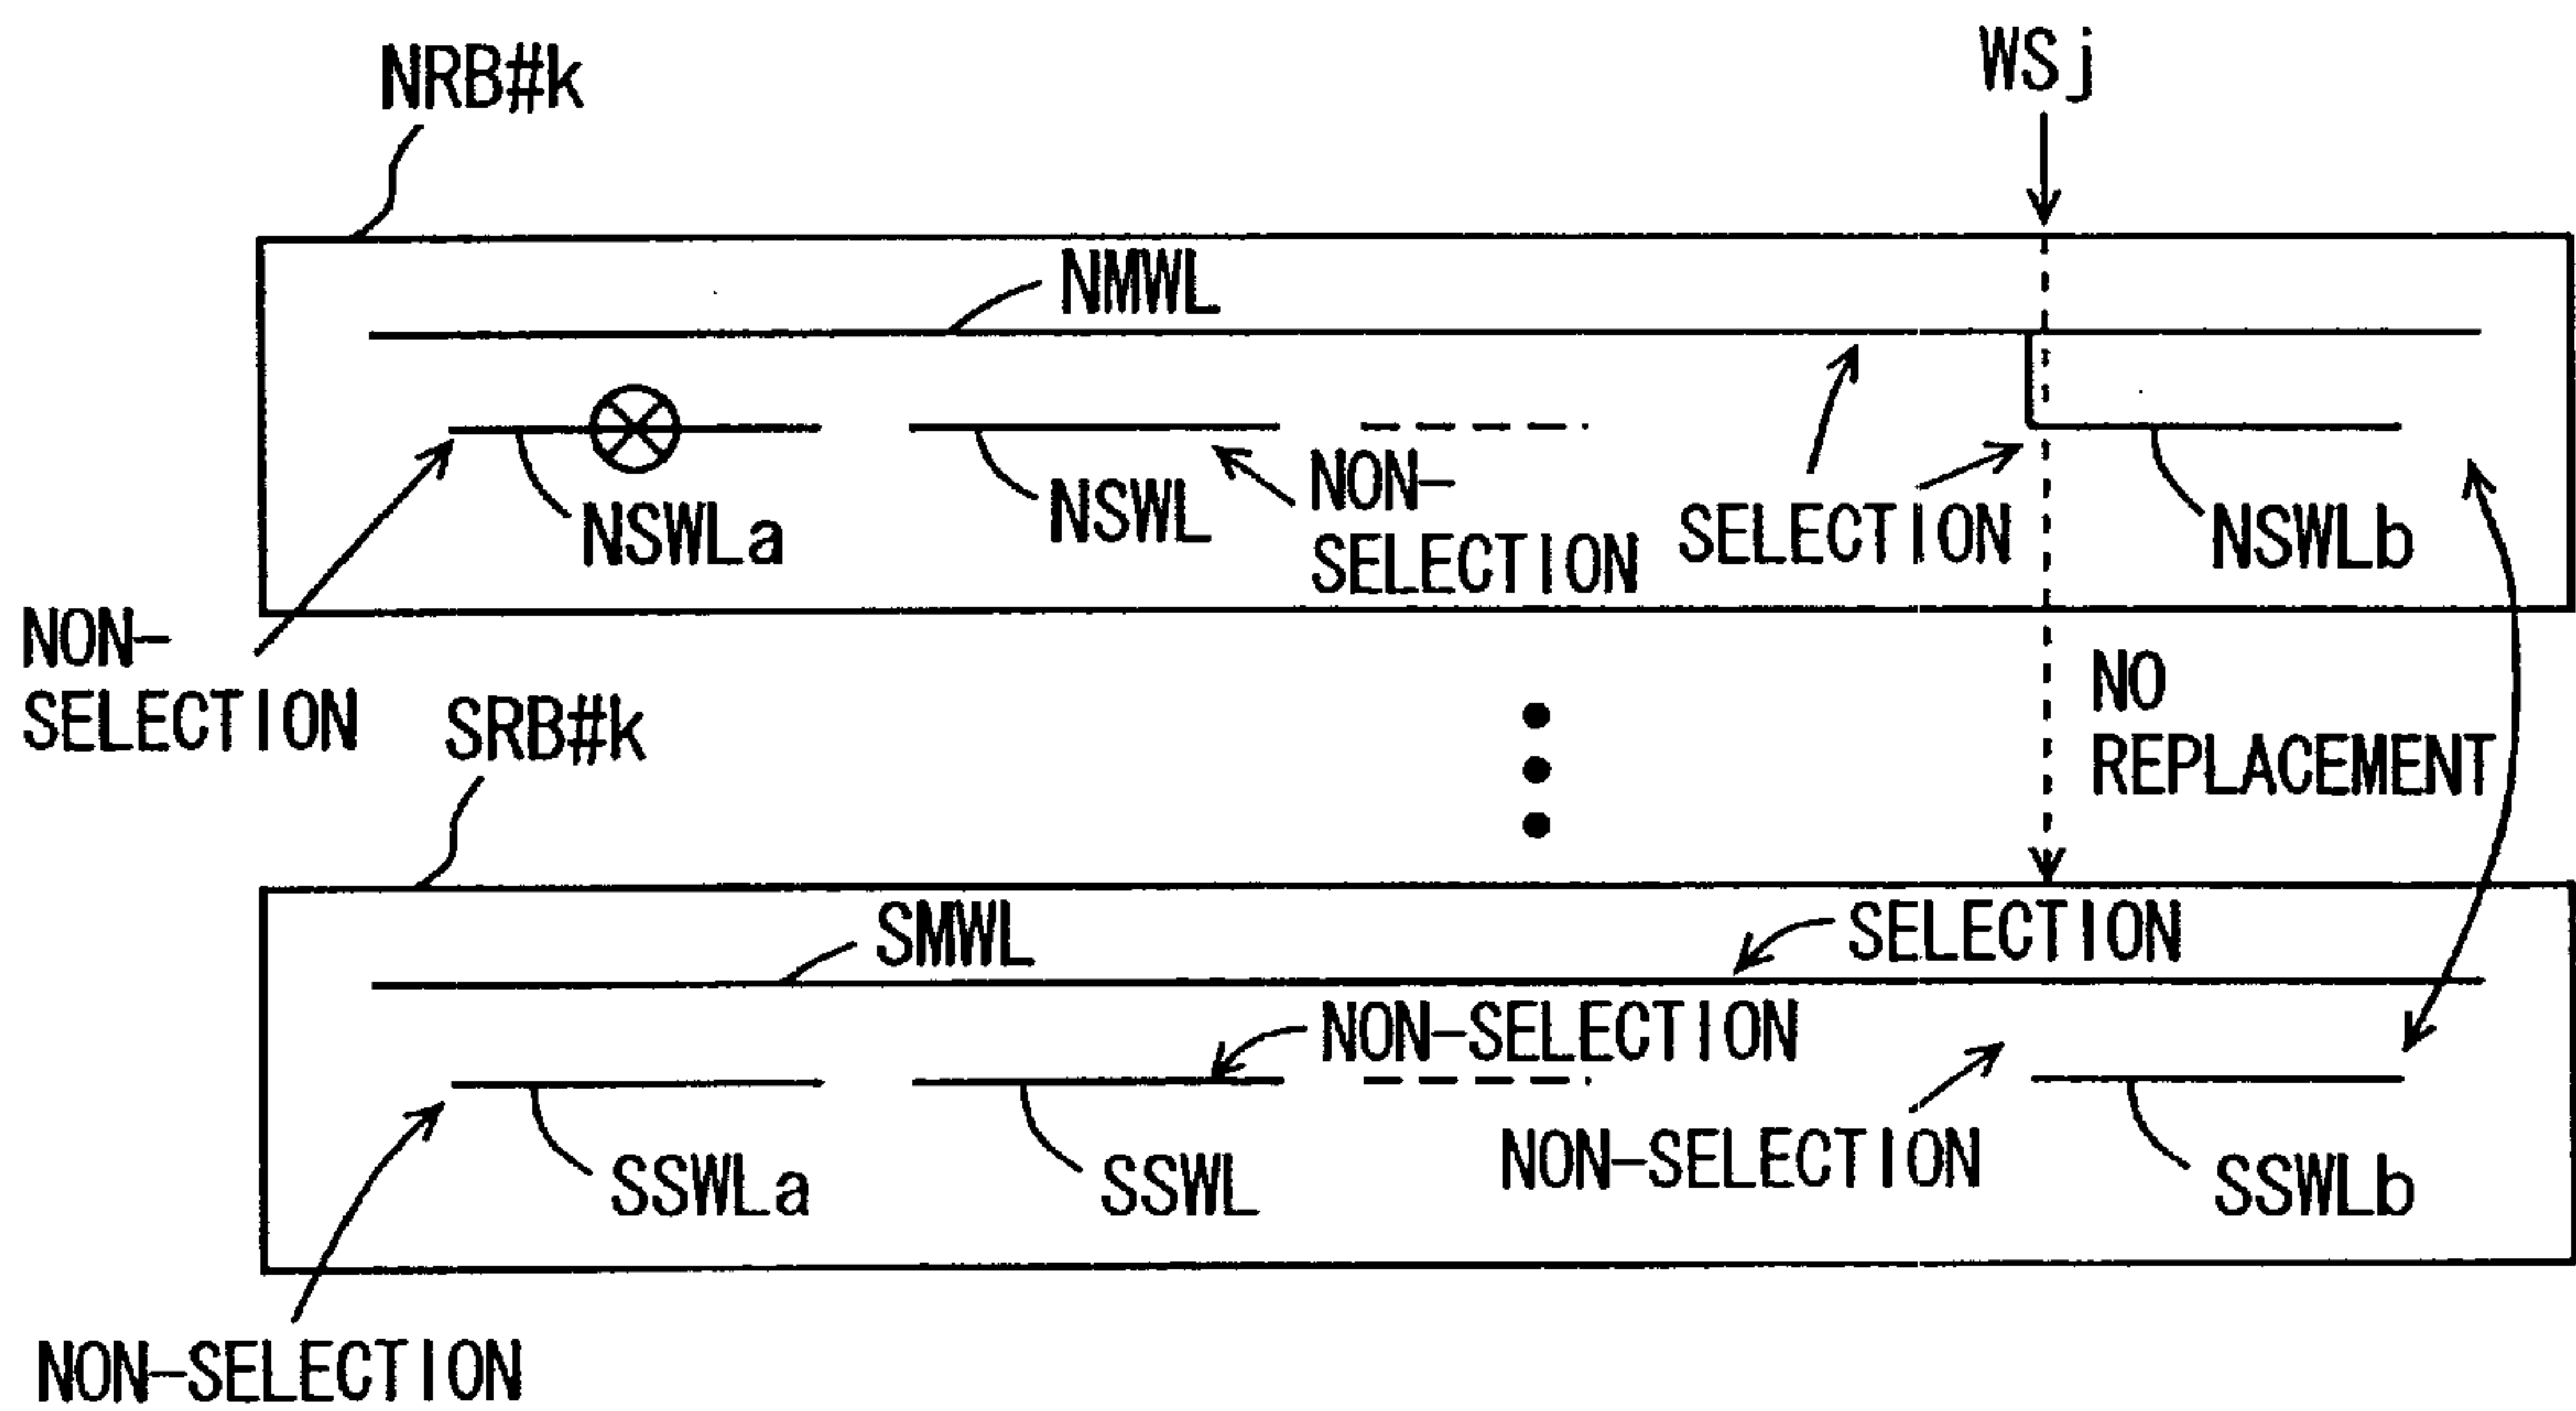 NRB#k
WSj
NMWL
NSWLa
NSWL
NON-
SELECTION
SELECTION
NSWLb
NON-
SELECTION
SRB#k
NO
REPLACEMENT
SMWL
SELECTION
NON-SELECTION
NON-SELECTION
SSWLa
SSWL
SSWLb
NON-SELECTION